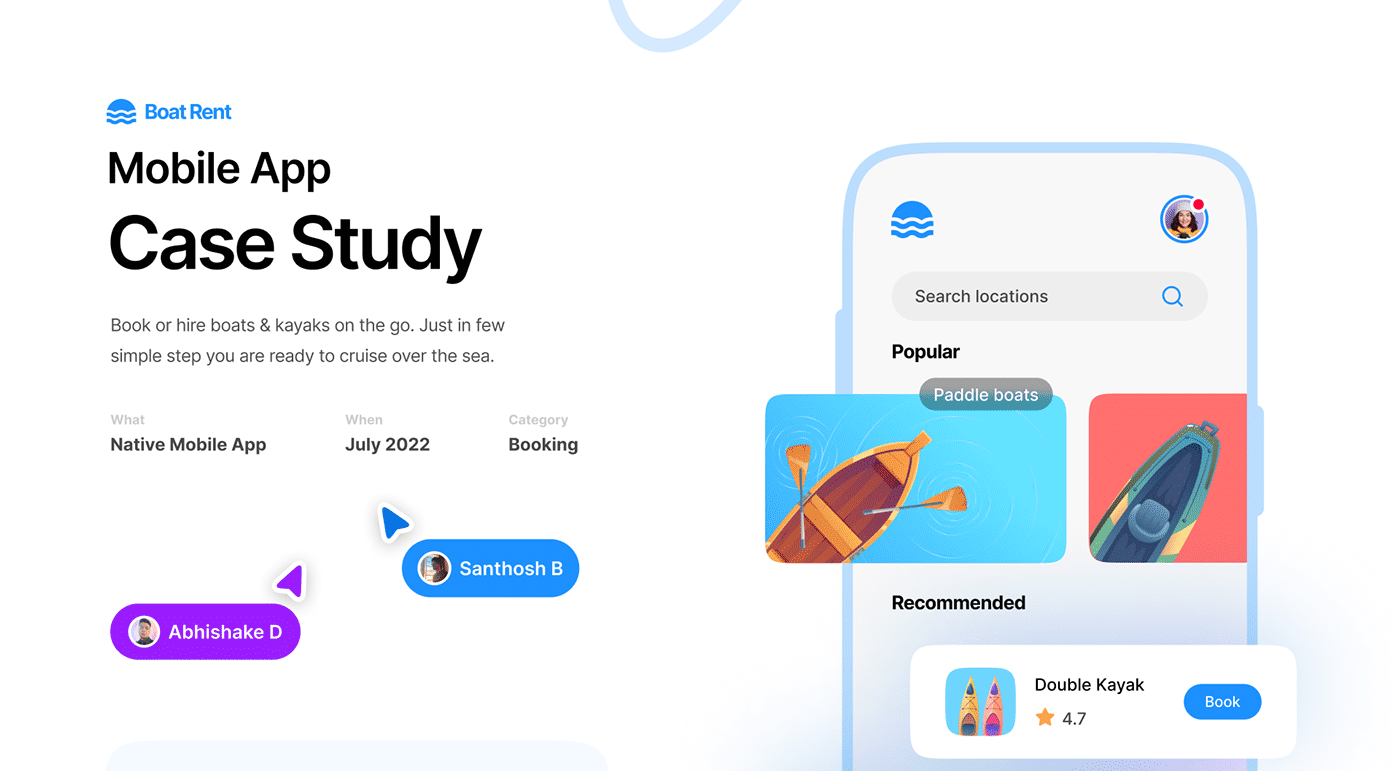 Boat Rent
Mobile App
Case Study
Book or hire boats & kayaks on the go. Just in few
simple step you are ready to cruise over the sea.
What
Native Mobile App
When
July 2022
Category
Booking
Santhosh B
Abhishake D
Search locations
Popular
Paddle boats
Recommended
Double Kayak
4.7
Book